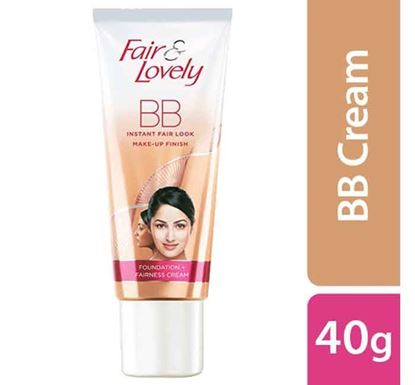 Fair &
Lovely
BB
INSTANT FAIR LOOK
MAKE-UP FINISH
FOUNDATION +
FAIRNESS CREAM
BB Cream
40g